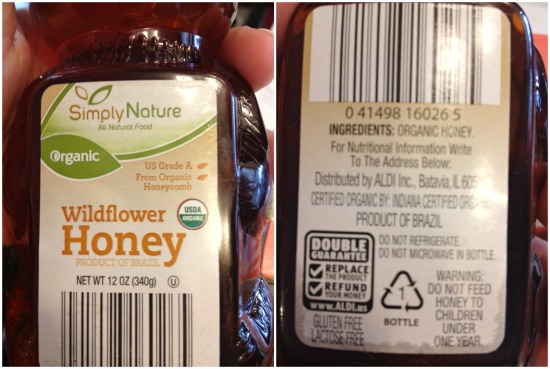 SimplyNature
All Natural Food
Organic
US Grade A
From Organic
Honeycomb
Wildflower
Honey
USDA
ORGANIC
PRODUCT OF BRAZIL
NET WT 12 OZ (340g)
U
0 41498 16026 5
INGREDIENTS: ORGANIC HONEY.
For Nutritional Information Write
To The Address Below:
Distributed by ALDI Inc., Batavia, IL
CERTIFIED ORGANIC BY: INDIANA CERTIFIED
PRODUCT OF BRAZIL
DOUBLE
GUARANTEE
REPLACE
THE PRODUCT
REFUND
YOUR MONEY
WWW.ALDI.us
DO NOT REFRIGERATE.
DO NOT MICROWAVE IN BOTTLE.
1
BOTTLE
WARNING:
DO NOT FEED
HONEY TO
CHILDREN
UNDER
ONE YEAR.
GLUTEN FREE
LACTOSE FREE